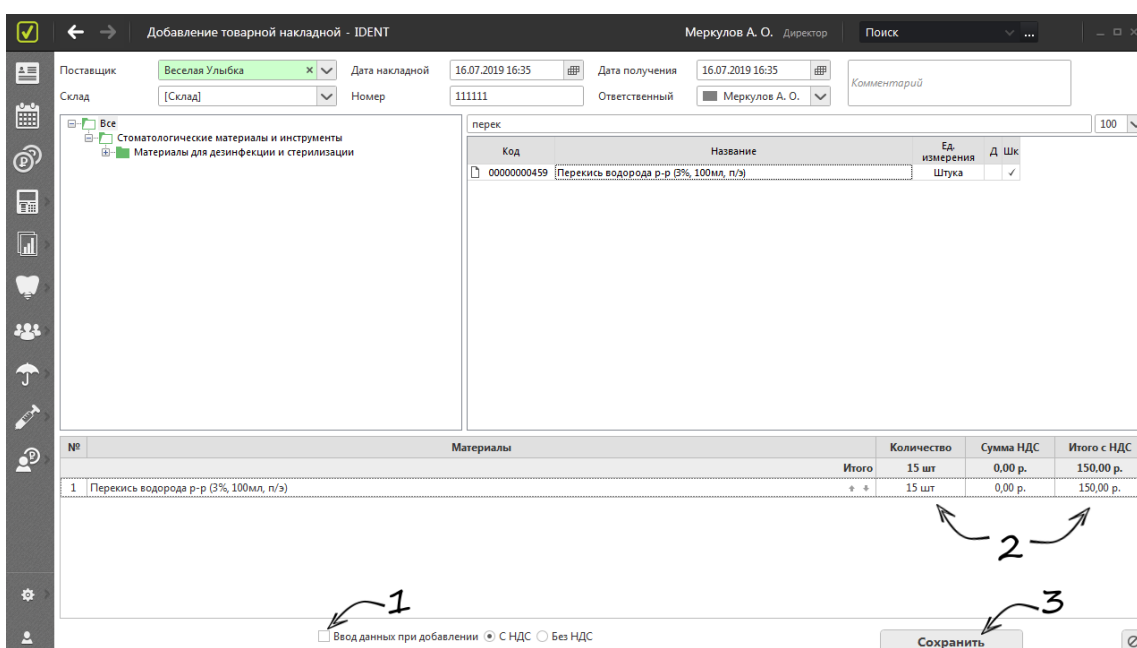 Добавление товарной накладной - IDENT Меркулов А. О. Директор Поиск ...
Поставщик Веселая Улыбка Дата накладной 16.07.2019 16:35 Дата получения 16.07.2019 16:35 Комментарий
Склад [Склад] Номер 111111 Ответственный Меркулов А. О.
Все перек 100
Стоматологические материалы и инструменты
Материалы для дезинфекции и стерилизации
Код Название Ед. измерения Д Шк
00000000459 Перекись водорода р-р (3%, 100мл, п/э) Штука ✓
№ Материалы Количество Сумма НДС Итого с НДС
Итого 15 шт 0,00 р. 150,00 р.
1 Перекись водорода р-р (3%, 100мл, п/э) 15 шт 0,00 р. 150,00 р.
2
1 3
Ввод данных при добавлении С НДС Без НДС Сохранить